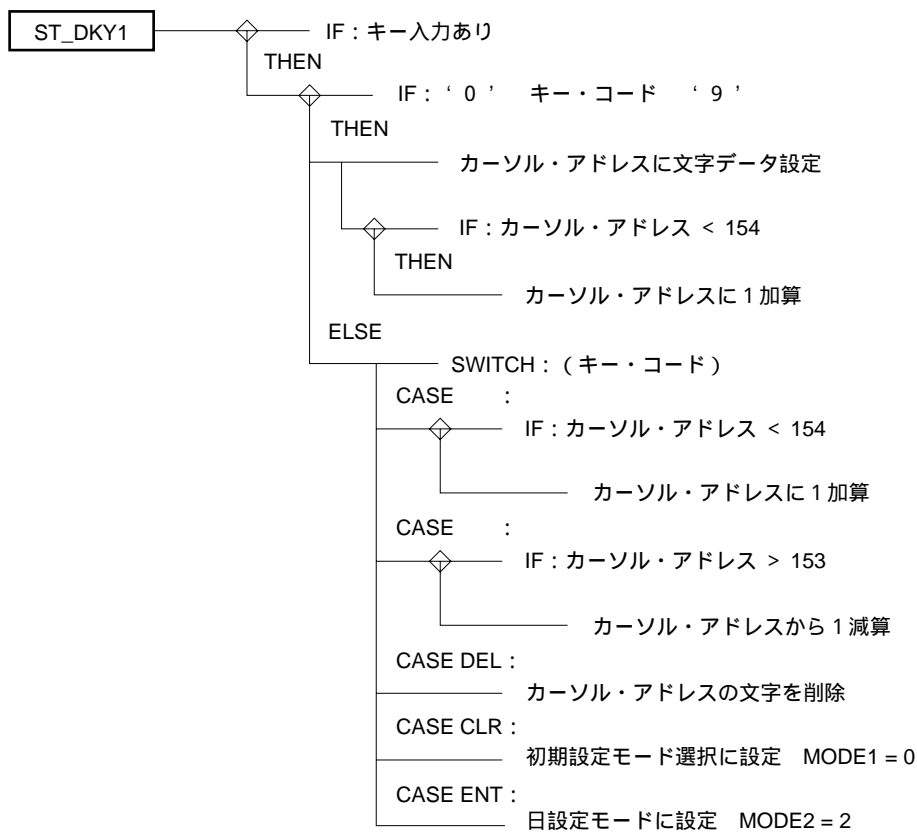 ST_DKY1
IF：キー入力あり
THEN
IF：‘０’　キー・コード　‘９’
THEN
カーソル・アドレスに文字データ設定
IF：カーソル・アドレス < 154
THEN
カーソル・アドレスに１加算
ELSE
SWITCH：（キー・コード）
CASE　　：
IF：カーソル・アドレス < 154
カーソル・アドレスに１加算
CASE　　：
IF：カーソル・アドレス > 153
カーソル・アドレスから１減算
CASE DEL：
カーソル・アドレスの文字を削除
CASE CLR：
初期設定モード選択に設定　MODE1 = 0
CASE ENT：
日設定モードに設定　MODE2 = 2